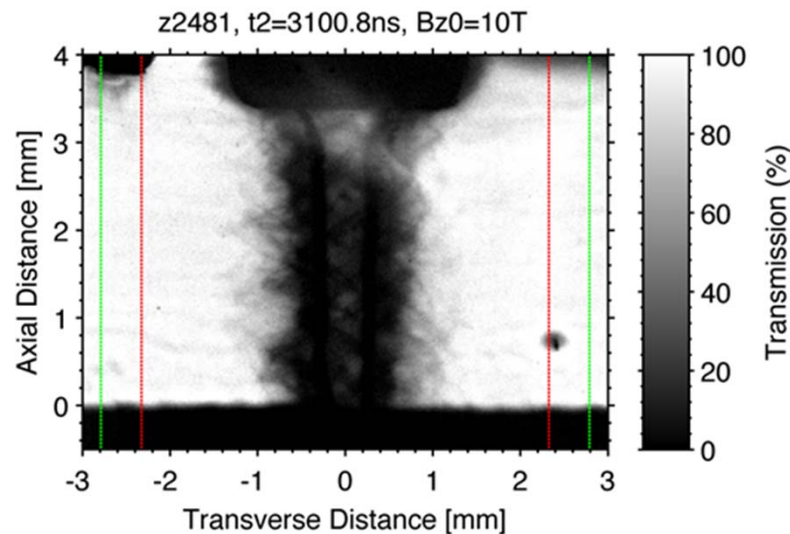 z2481, t2=3100.8ns, Bz0=10T
4
3
2
1
0
-3 -2 -1 0 1 2 3
Axial Distance [mm]
Transverse Distance [mm]
100
80
60
40
20
0
Transmission (%)